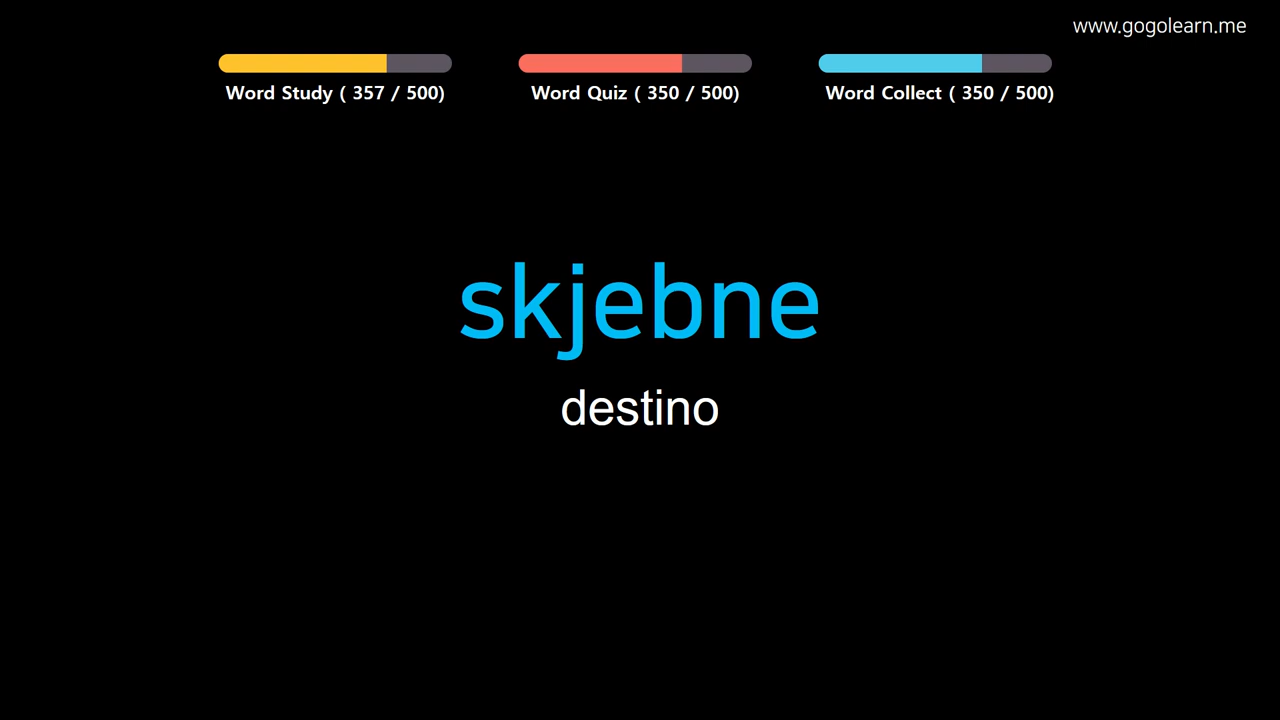 www.gogolearn.me
Word Study ( 357 / 500)
Word Quiz ( 350 / 500)
Word Collect ( 350 / 500)
skjebne
destino